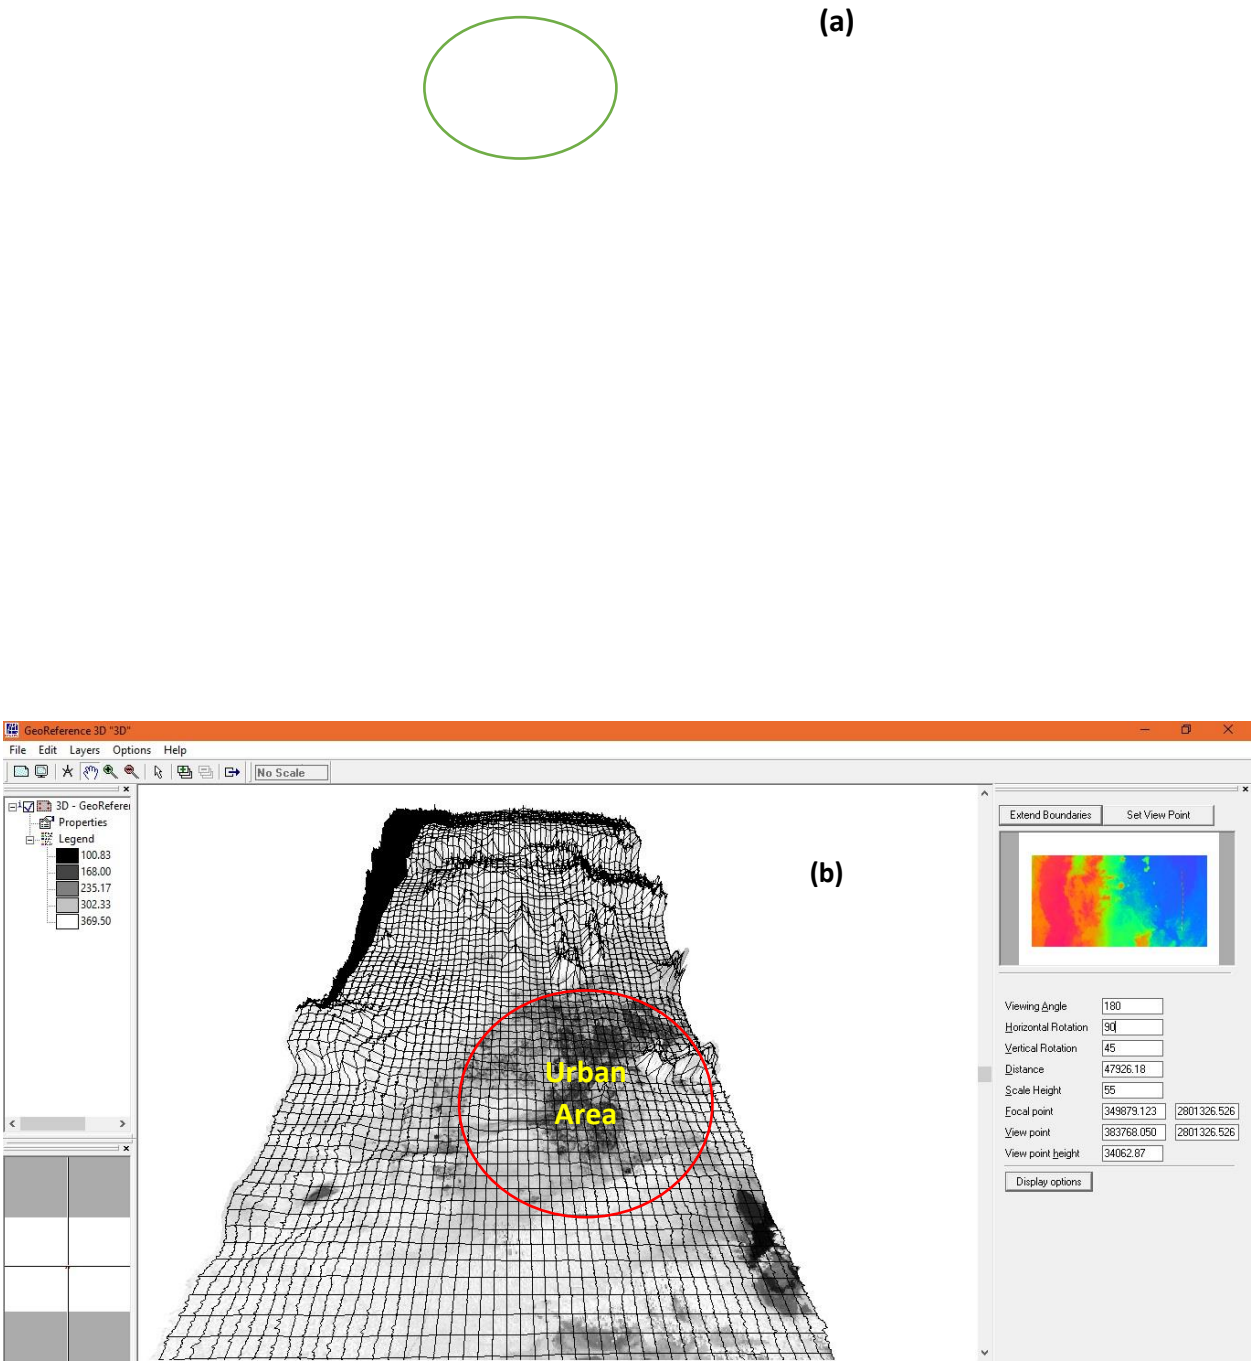 (a)
GeoReference 3D "3D"
File Edit Layers Options Help
No Scale
3D - GeoReferen
Properties
Legend
100.83
168.00
235.17
302.33
369.50
(b)
Urban
Area
Extend Boundaries Set View Point
Viewing Angle 180
Horizontal Rotation 90
Vertical Rotation 45
Distance 47926.18
Scale Height 55
Focal point 349879.123 2801326.526
View point 383768.050 2801326.526
View point height 34062.87
Display options